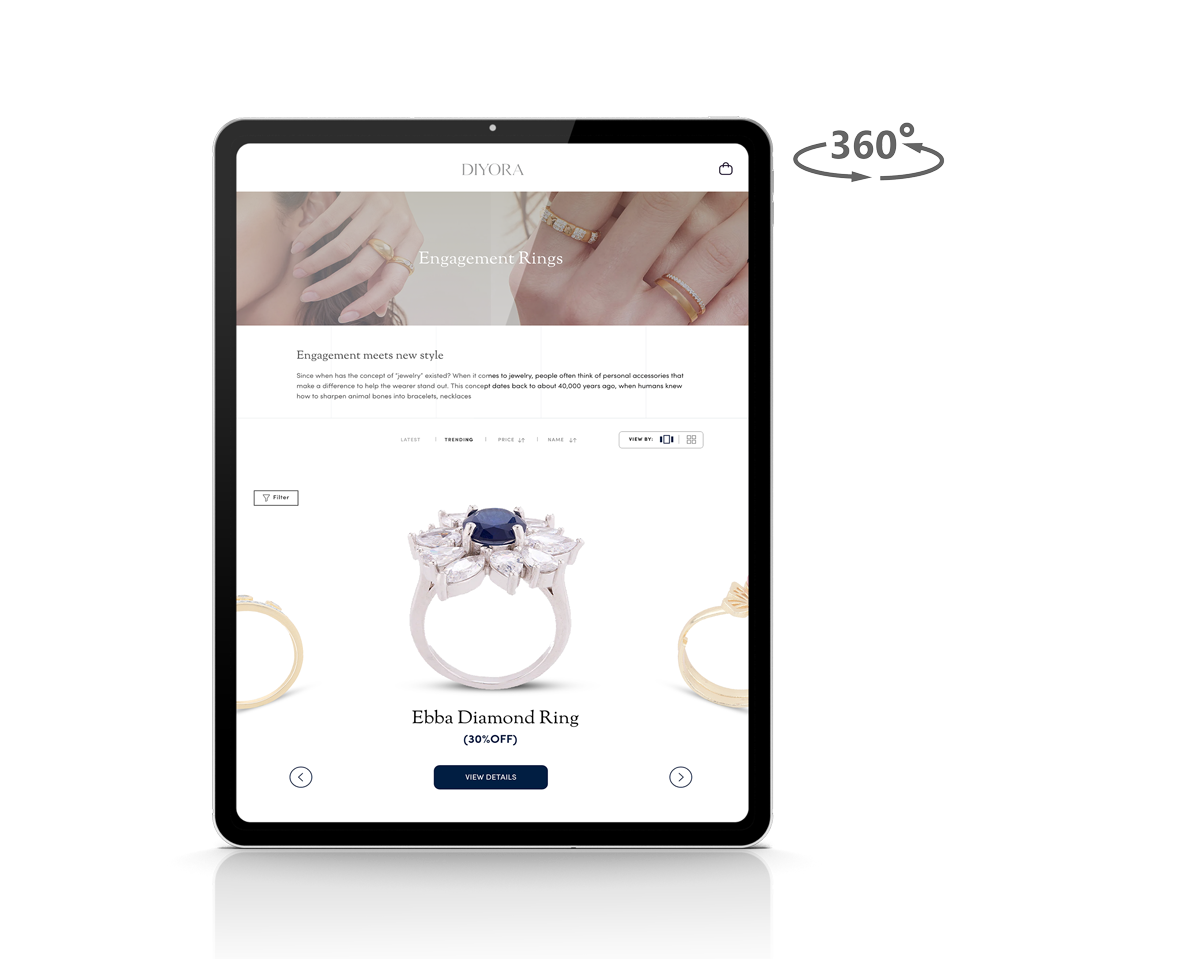 360°
DIYORA
Engagement Rings
Engagement meets new style
Since when has the concept of "jewelry" existed? When it comes to jewelry, people often think of personal accessories that
make a difference to help the wearer stand out. This concept dates back to about 40,000 years ago, when humans knew
how to sharpen animal bones into bracelets, necklaces
LATEST | TRENDING | PRICE | NAME VIEW BY:
Filter
Ebba Diamond Ring
(30%OFF)
VIEW DETAILS